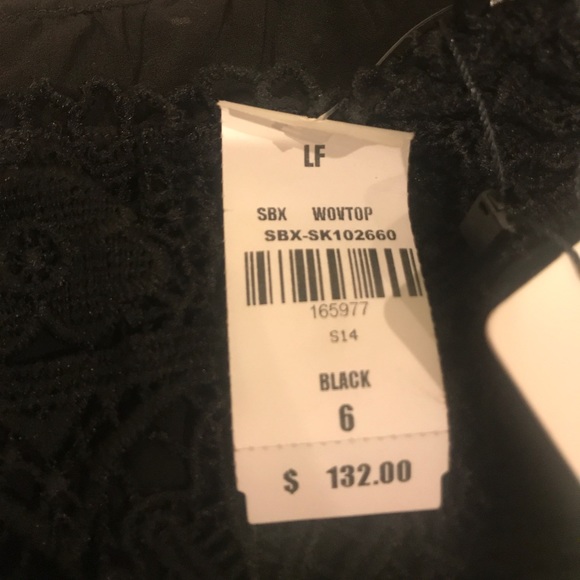 LF
SBX WOVTOP
SBX-SK102660
165977
S14
BLACK
6
$ 132.00